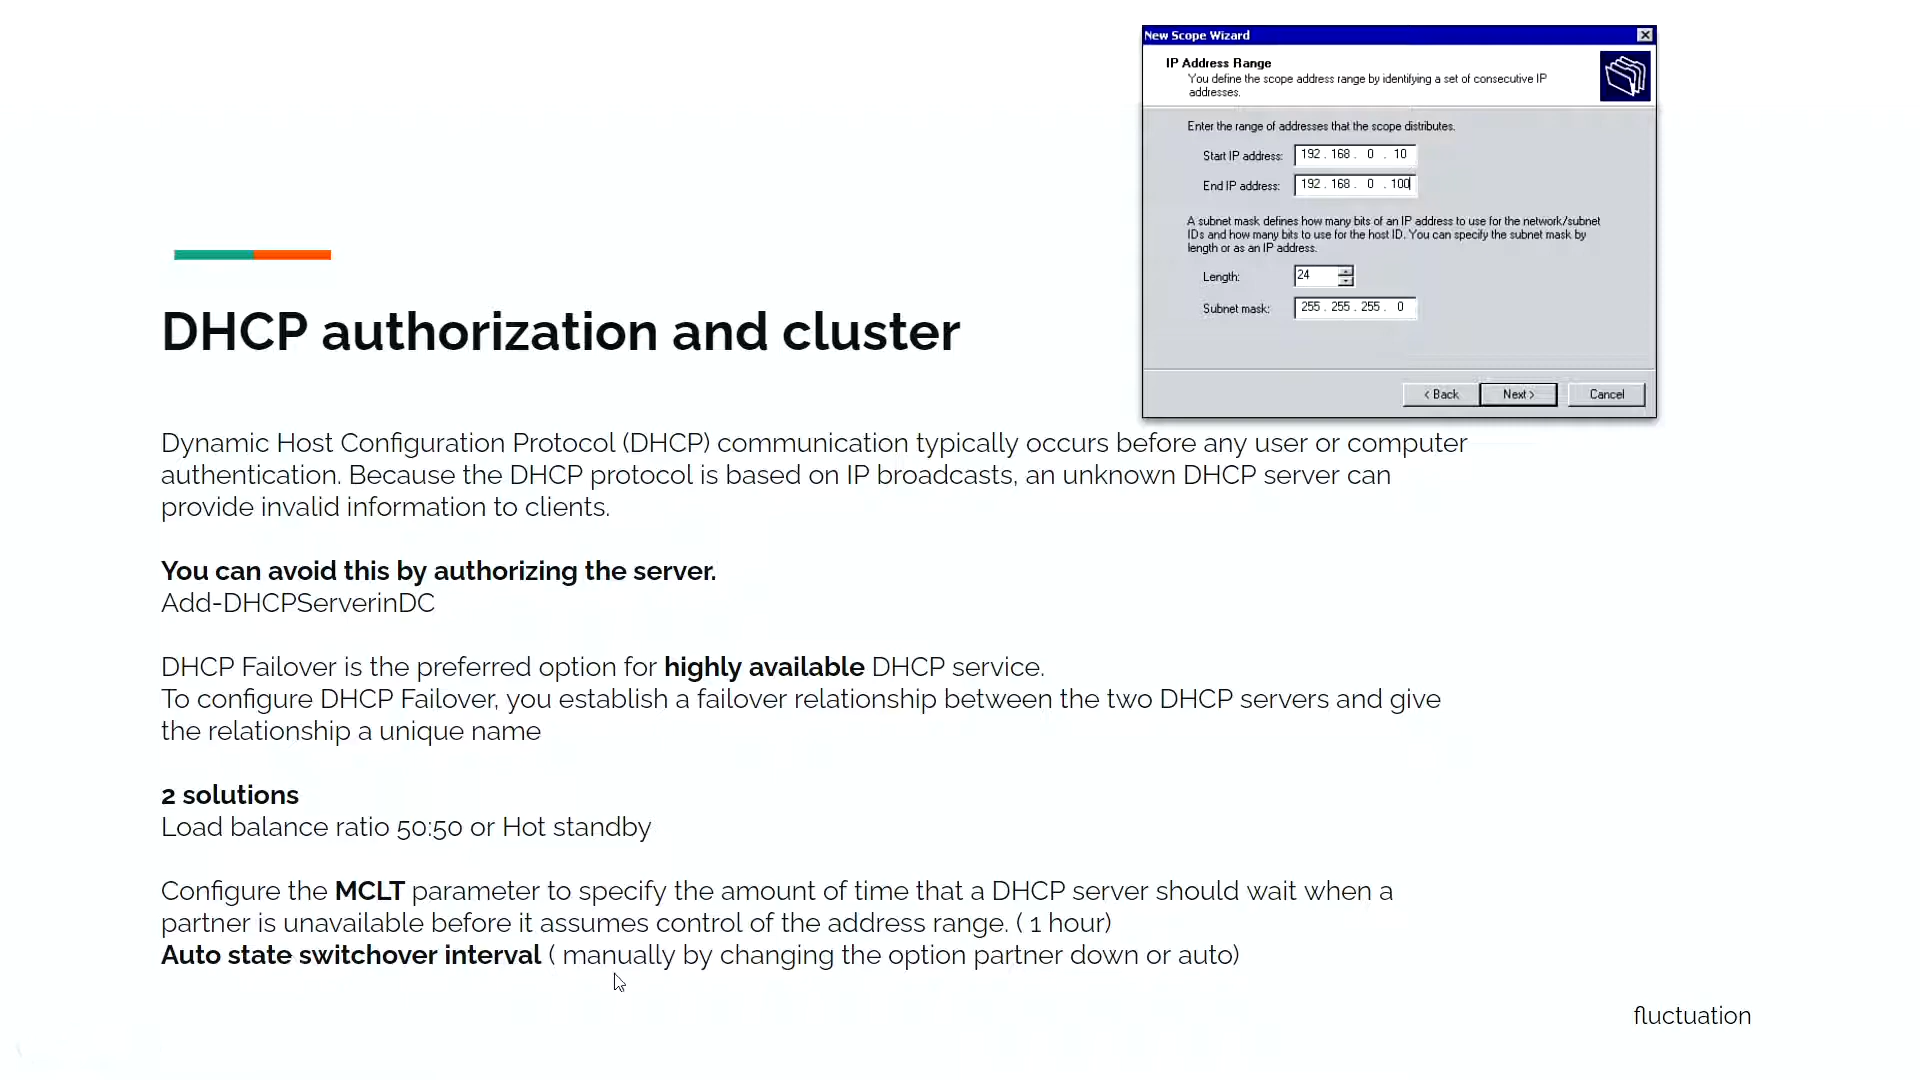 New Scope Wizard
IP Address Range
You define the scope address range by identifying a set of consecutive IP
addresses.
Enter the range of addresses that the scope distributes.
Start IP address: 192 . 168 . 0 . 10
End IP address: 192 . 168 . 0 . 100
A subnet mask defines how many bits of an IP address to use for the network/subnet
IDs and how many bits to use for the host ID. You can specify the subnet mask by
length or as an IP address.
Length: 24
Subnet mask: 255 . 255 . 255 . 0
< Back Next > Cancel
DHCP authorization and cluster
Dynamic Host Configuration Protocol (DHCP) communication typically occurs before any user or computer
authentication. Because the DHCP protocol is based on IP broadcasts, an unknown DHCP server can
provide invalid information to clients.
You can avoid this by authorizing the server.
Add-DHCPServerinDC
DHCP Failover is the preferred option for highly available DHCP service.
To configure DHCP Failover, you establish a failover relationship between the two DHCP servers and give
the relationship a unique name
2 solutions
Load balance ratio 50:50 or Hot standby
Configure the MCLT parameter to specify the amount of time that a DHCP server should wait when a
partner is unavailable before it assumes control of the address range. ( 1 hour)
Auto state switchover interval ( manually by changing the option partner down or auto)
fluctuation